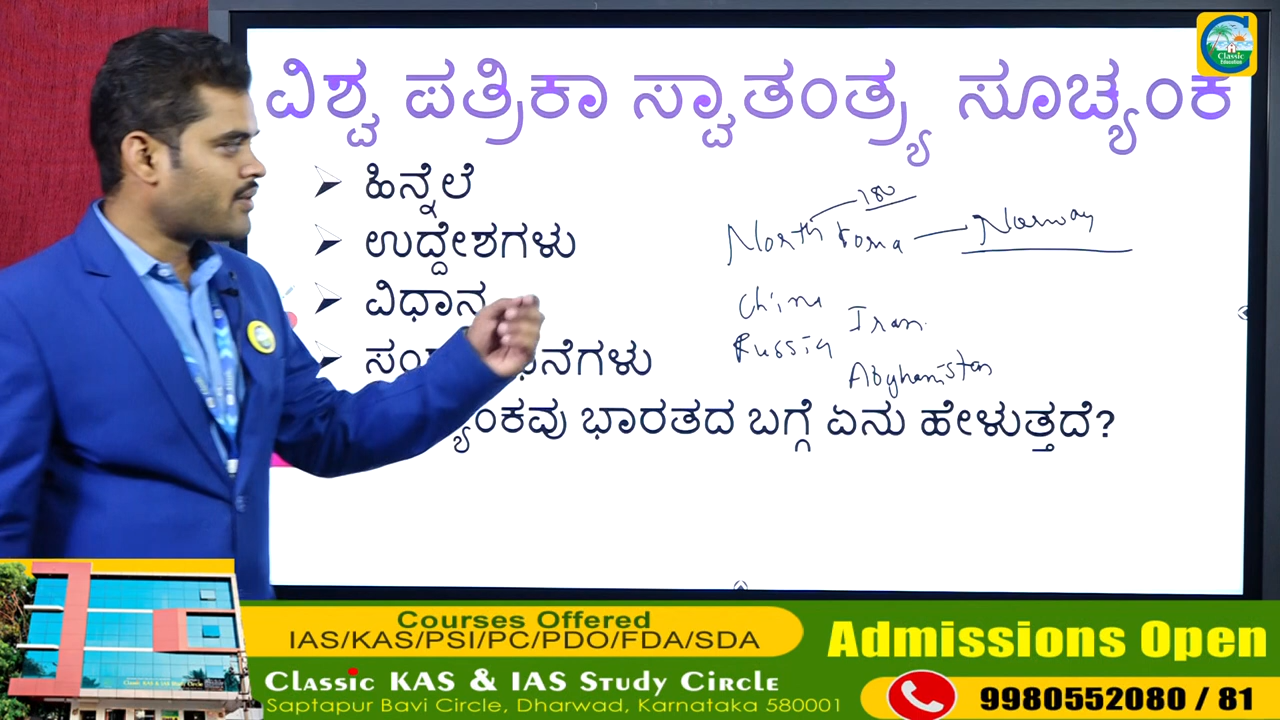 Classic
Education
ವಿಶ್ವ ಪತ್ರಿಕಾ ಸ್ವಾತಂತ್ರ್ಯ ಸೂಚ್ಯಂಕ
➢ ಹಿನ್ನೆಲೆ
➢ ಉದ್ದೇಶಗಳು
➢ ವಿಧಾನ
ಭಾರತದ ಬಗ್ಗೆ ಏನು ಹೇಳುತ್ತದೆ?
180
North Korea — Norway
China
Iran
Russia
Afghanistan
Courses Offered
IAS/KAS/PSI/PC/PDO/FDA/SDA
Classic KAS & IAS Study Circle
Saptapur Bavi Circle, Dharwad, Karnataka 580001
Admissions Open
9980552080 / 81